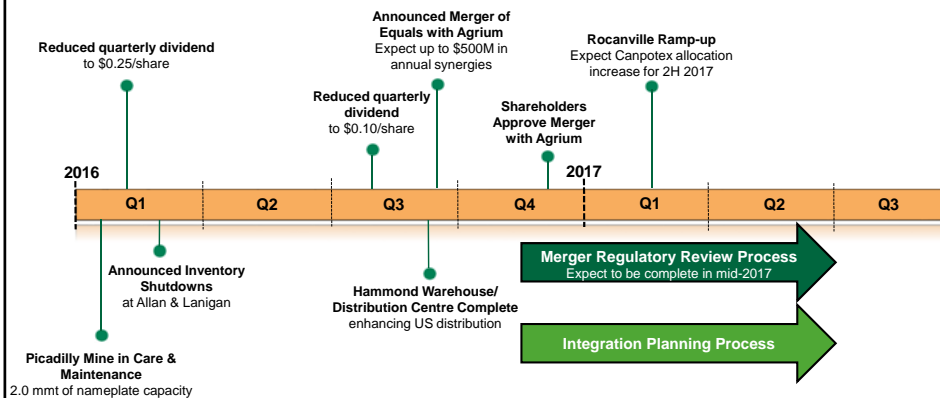 Reduced quarterly dividend
to $0.25/share
Reduced quarterly
dividend
to $0.10/share
Announced Merger of
Equals with Agrium
Expect up to $500M in
annual synergies
Shareholders
Approve Merger
with Agrium
Rocanville Ramp-up
Expect Canpotex allocation
increase for 2H 2017
2016
2017
Q1
Q2
Q3
Q4
Q1
Q2
Q3
Picadilly Mine in Care &
Maintenance
2.0 mmt of nameplate capacity
Announced Inventory
Shutdowns
at Allan & Lanigan
Hammond Warehouse/
Distribution Centre Complete
enhancing US distribution
Merger Regulatory Review Process
Expect to be complete in mid-2017
Integration Planning Process